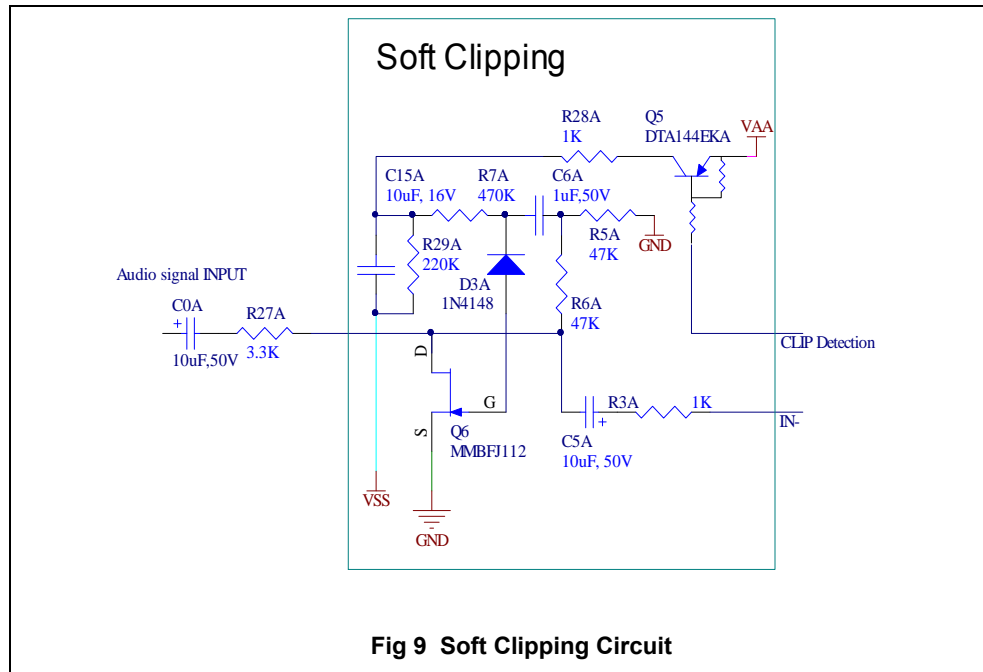 Soft Clipping
R28A
1K
Q5
DTA144EKA
VAA
C15A
10uF, 16V
R7A
470K
C6A
1uF,50V
R5A
47K
GND
R29A
220K
D3A
1N4148
R6A
47K
Audio signal INPUT
C0A
+
10uF,50V
R27A
3.3K
CLIP Detection
D
G
S
Q6
MMBFJ112
R3A
1K
+
C5A
10uF, 50V
IN-
VSS
GND
Fig 9 Soft Clipping Circuit